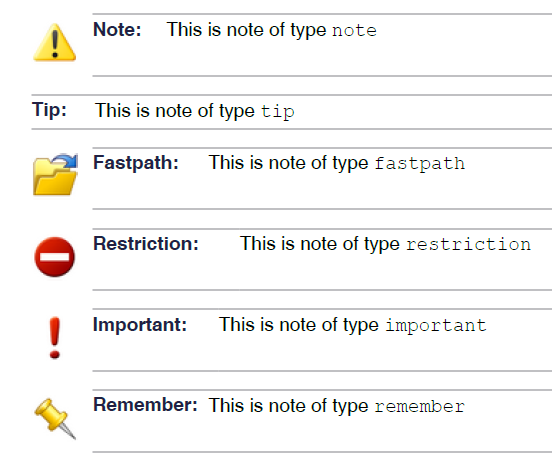 Note: This is note of type note
Tip: This is note of type tip
Fastpath: This is note of type fastpath
Restriction: This is note of type restriction
Important: This is note of type important
Remember: This is note of type remember